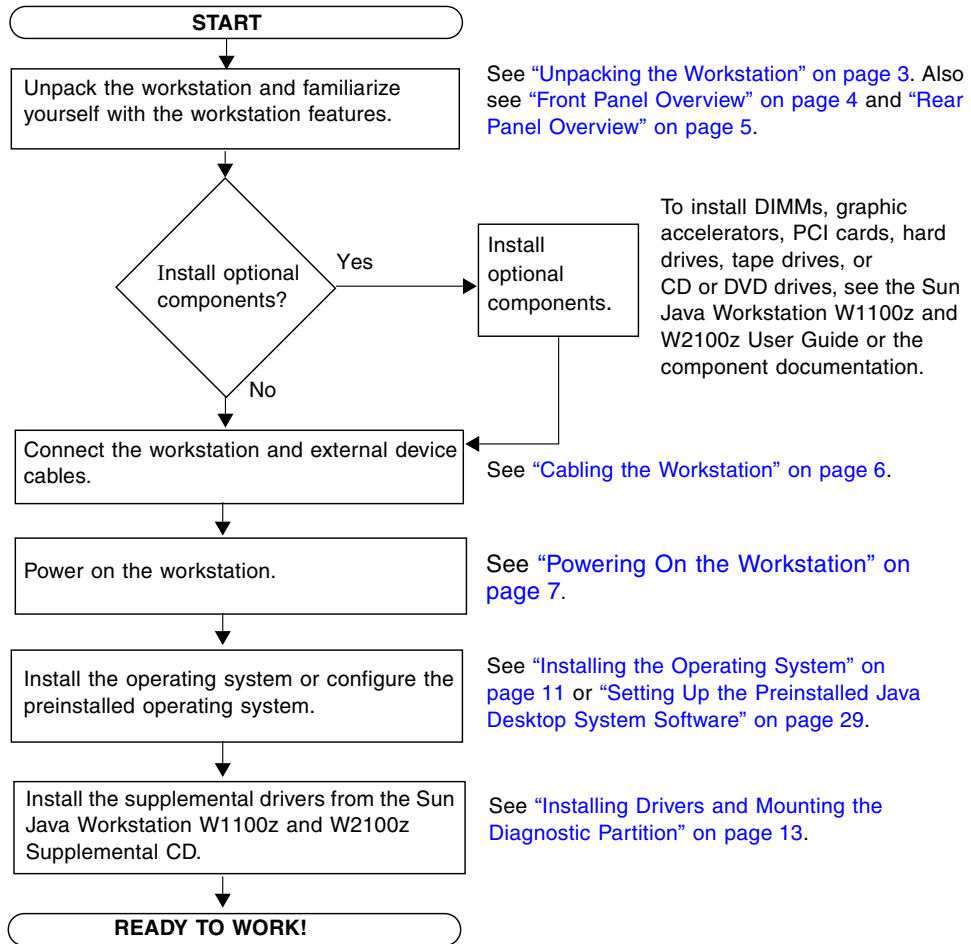 START
Unpack the workstation and familiarize
yourself with the workstation features.
See “Unpacking the Workstation” on page 3. Also
see “Front Panel Overview” on page 4 and “Rear
Panel Overview” on page 5.
Install optional
components?
Yes
No
Install
optional
components.
To install DIMMs, graphic
accelerators, PCI cards, hard
drives, tape drives, or
CD or DVD drives, see the Sun
Java Workstation W1100z and
W2100z User Guide or the
component documentation.
Connect the workstation and external device
cables.
See “Cabling the Workstation” on page 6.
Power on the workstation.
See “Powering On the Workstation” on
page 7.
Install the operating system or configure the
preinstalled operating system.
See “Installing the Operating System” on
page 11 or “Setting Up the Preinstalled Java
Desktop System Software” on page 29.
Install the supplemental drivers from the Sun
Java Workstation W1100z and W2100z
Supplemental CD.
See “Installing Drivers and Mounting the
Diagnostic Partition” on page 13.
READY TO WORK!